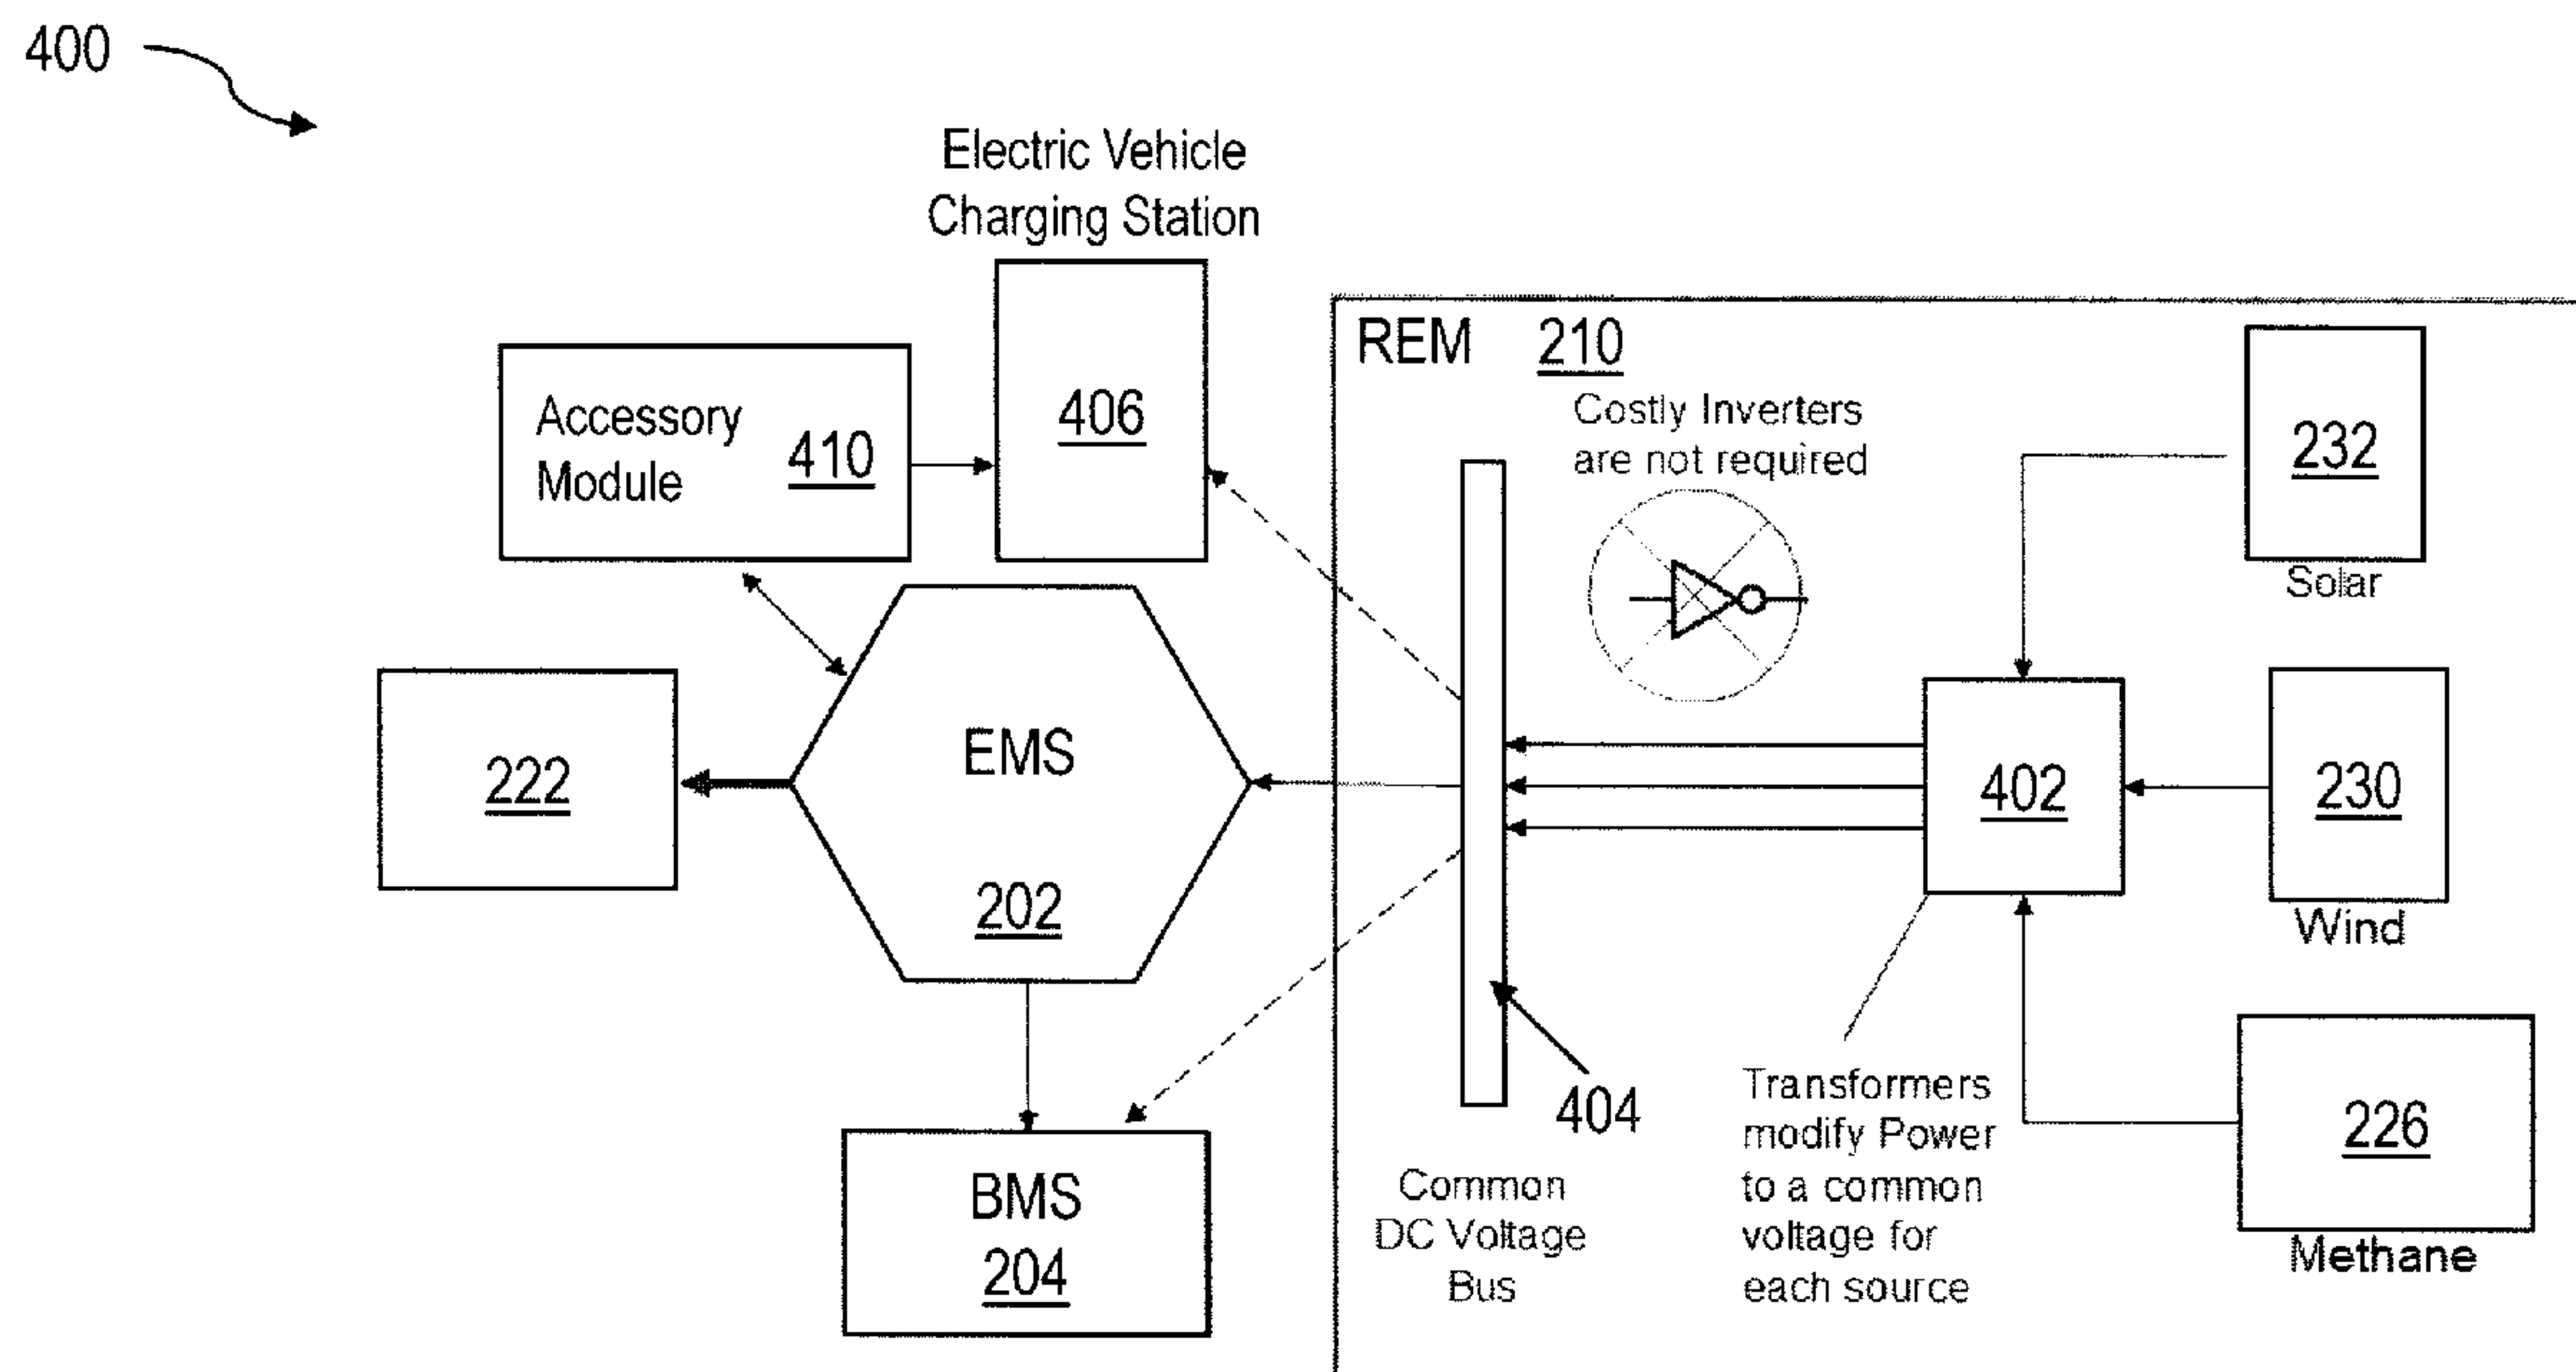 400
Electric Vehicle
Charging Station
406
Accessory
Module
410
REM 210
Costly Inverters
are not required
232
Solar
222
EMS
202
402
230
Wind
404
Common
DC Voltage
Bus
Transformers
modify Power
to a common
voltage for
each source
226
Methane
BMS
204